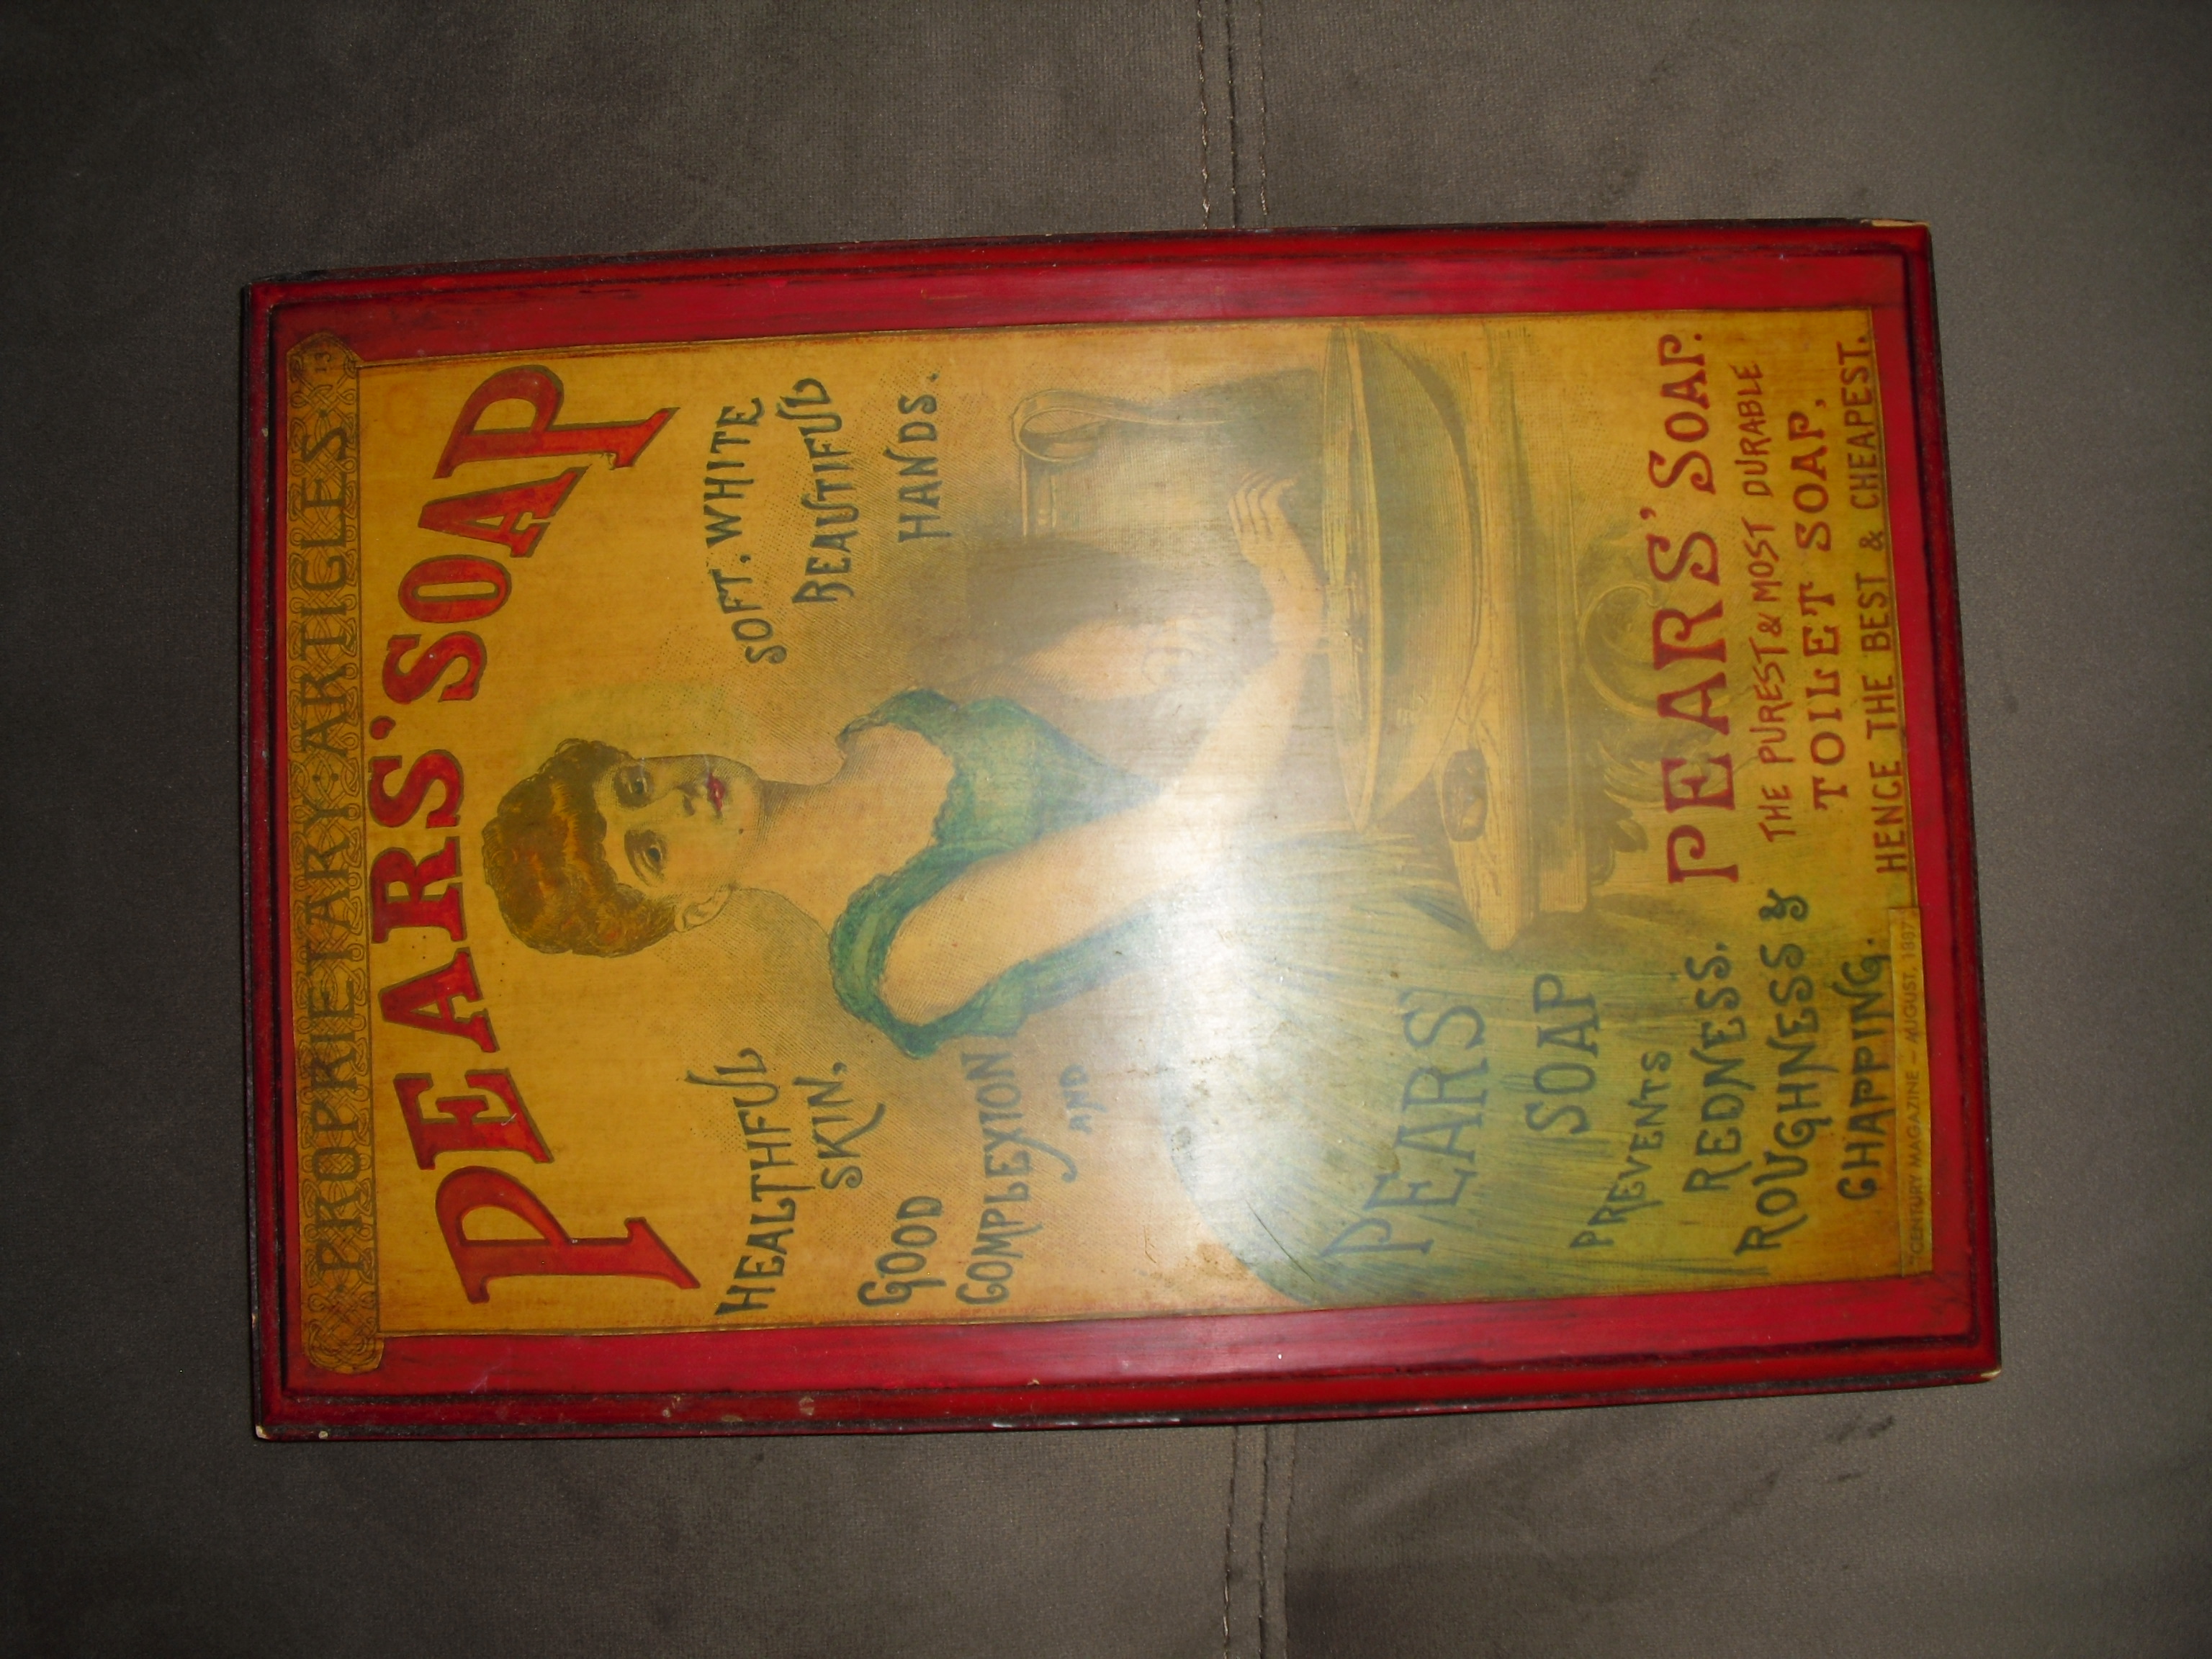 PROPRIETARY·ARTICLES. 13
PEARS' SOAP
HEALTHFUL
SKIN,
GOOD
COMPLEXION
AND
SOFT. WHITE
BEAUTIFUL
HANDS.
PEARS'
SOAP
PREVENTS
REDNESS.
ROUGHNESS &
CHAPPING.
PEARS' SOAP.
THE PUREST & MOST DURABLE
TOILET SOAP,
HENCE THE BEST & CHEAPEST.
"CENTURY MAGAZINE — AUGUST, 1887